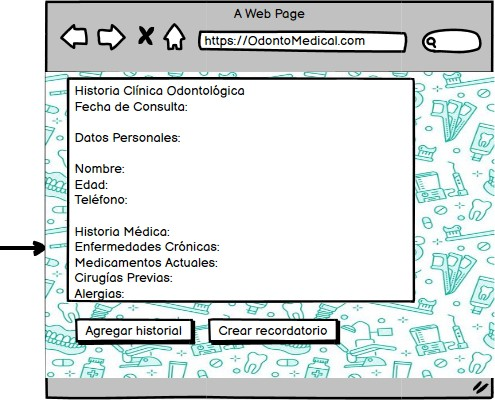 A Web Page
https://OdontoMedical.com
Historia Clínica Odontológica
Fecha de Consulta:
Datos Personales:
Nombre:
Edad:
Teléfono:
Historia Médica:
Enfermedades Crónicas:
Medicamentos Actuales:
Cirugías Previas:
Alergias:
Agregar historial
Crear recordatorio